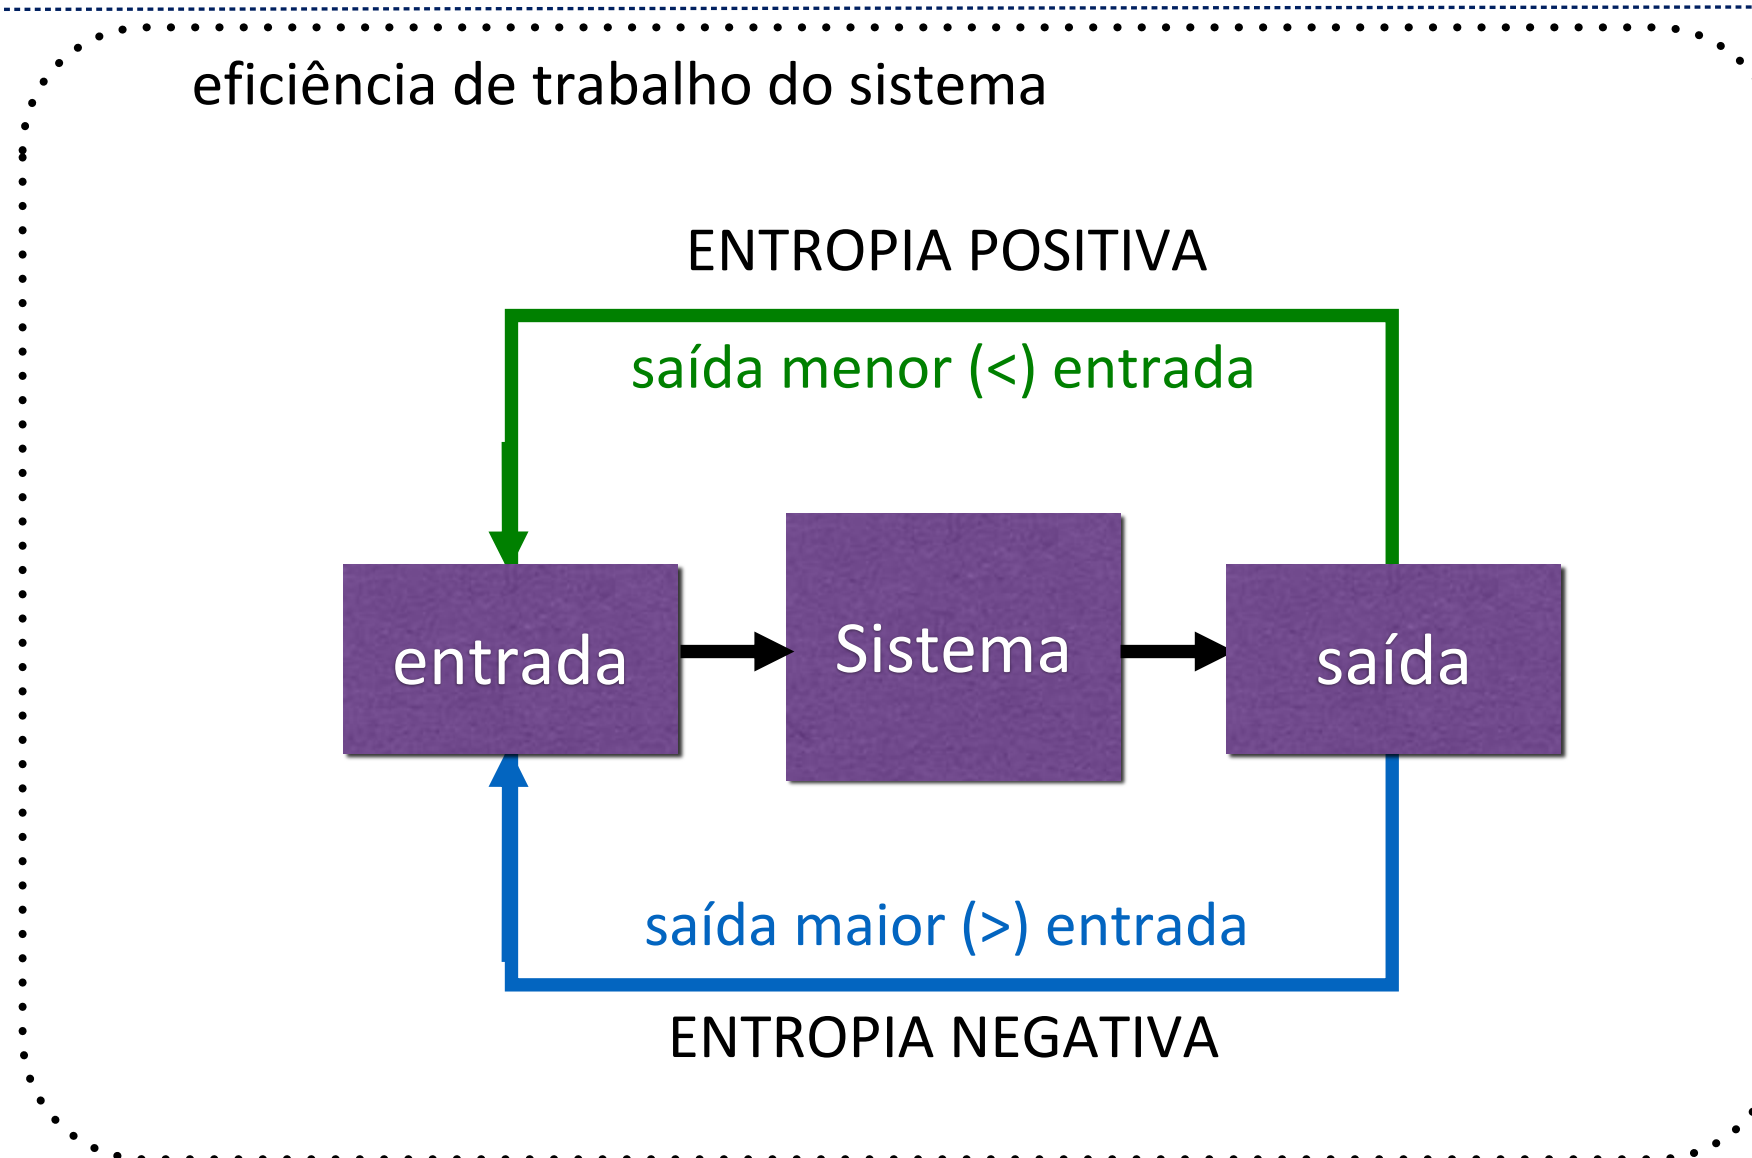 eficiência de trabalho do sistema
ENTROPIA POSITIVA
saída menor (<) entrada
entrada
Sistema
saída
saída maior (>) entrada
ENTROPIA NEGATIVA